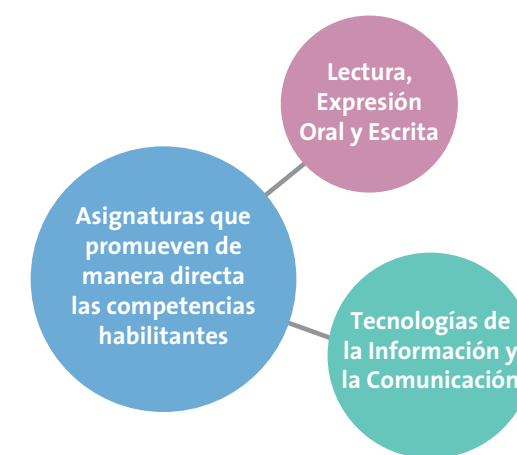 Lectura,
Expresión
Oral y Escrita
Asignaturas que
promueven de
manera directa
las competencias
habilitantes
Tecnologías de
la Información y
la Comunicación